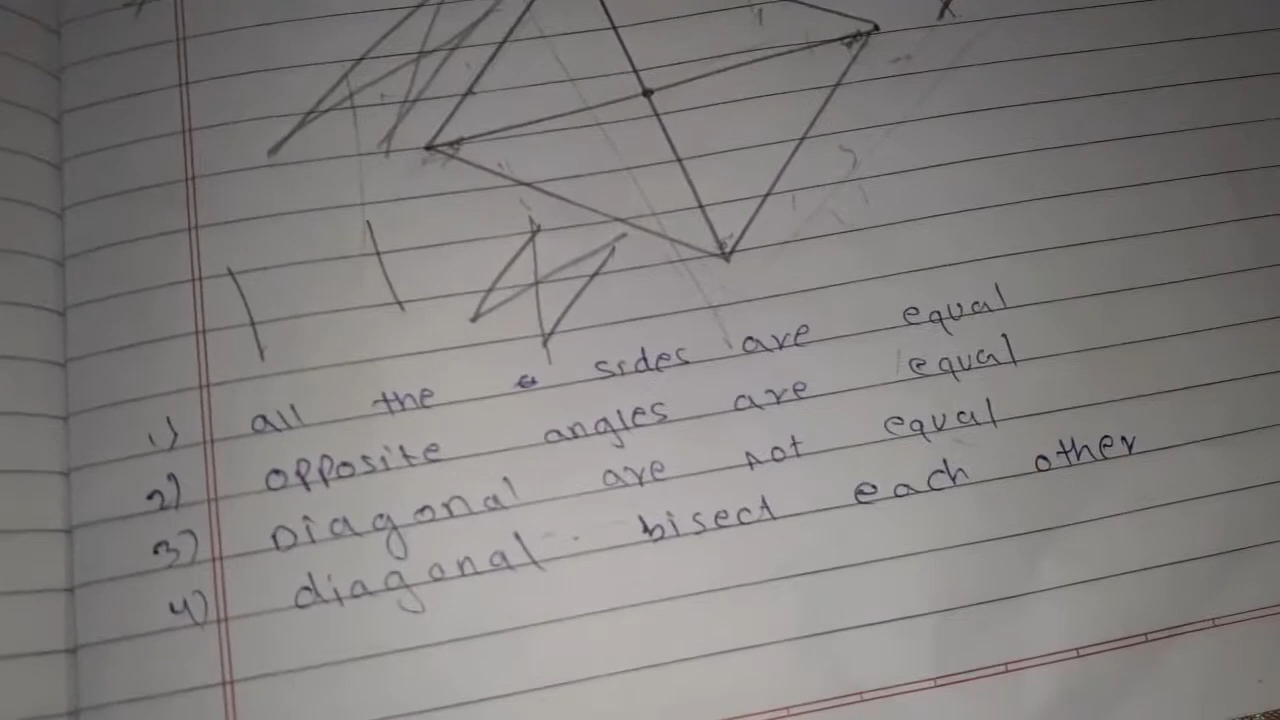 1) all the sides are equal
2) opposite angles are equal
3) Diagonal are not equal
4) diagonal bisect each other